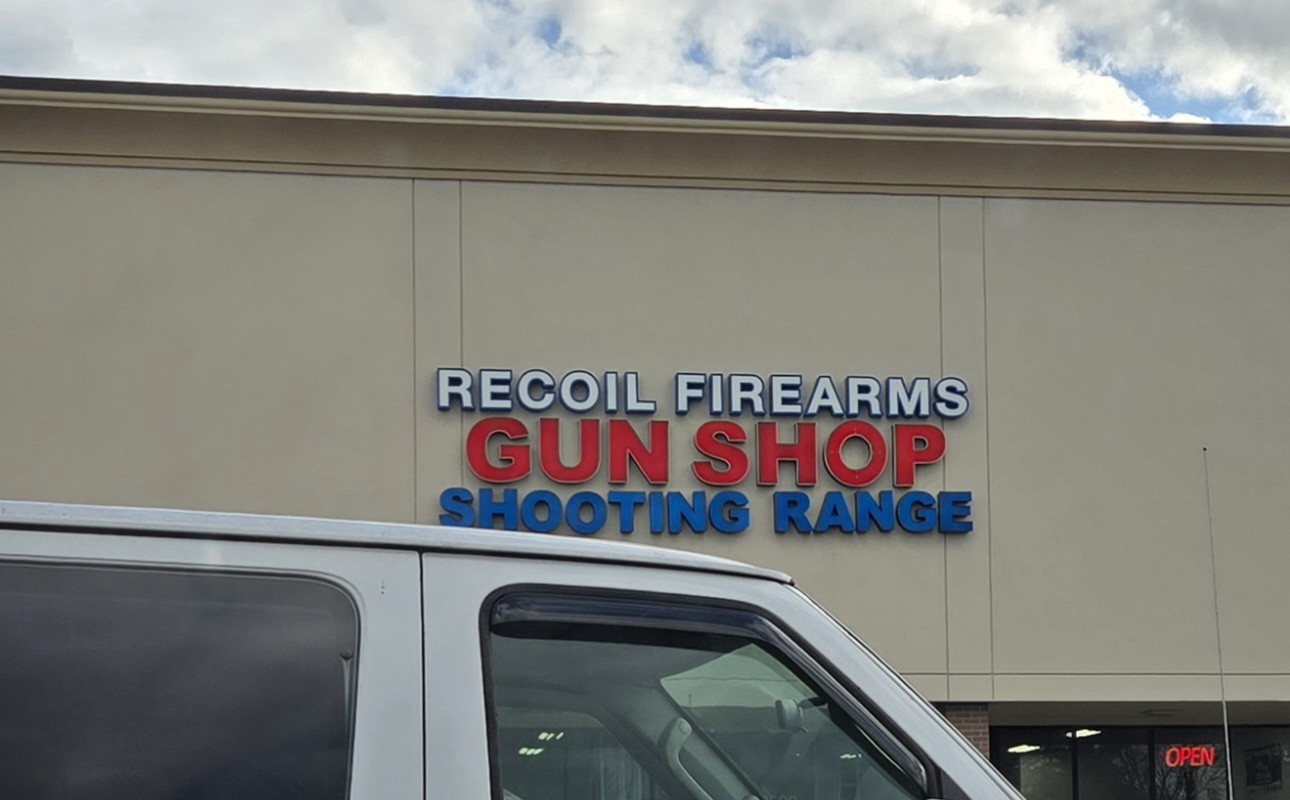 RECOIL FIREARMS
GUN SHOP
SHOOTING RANGE
OPEN